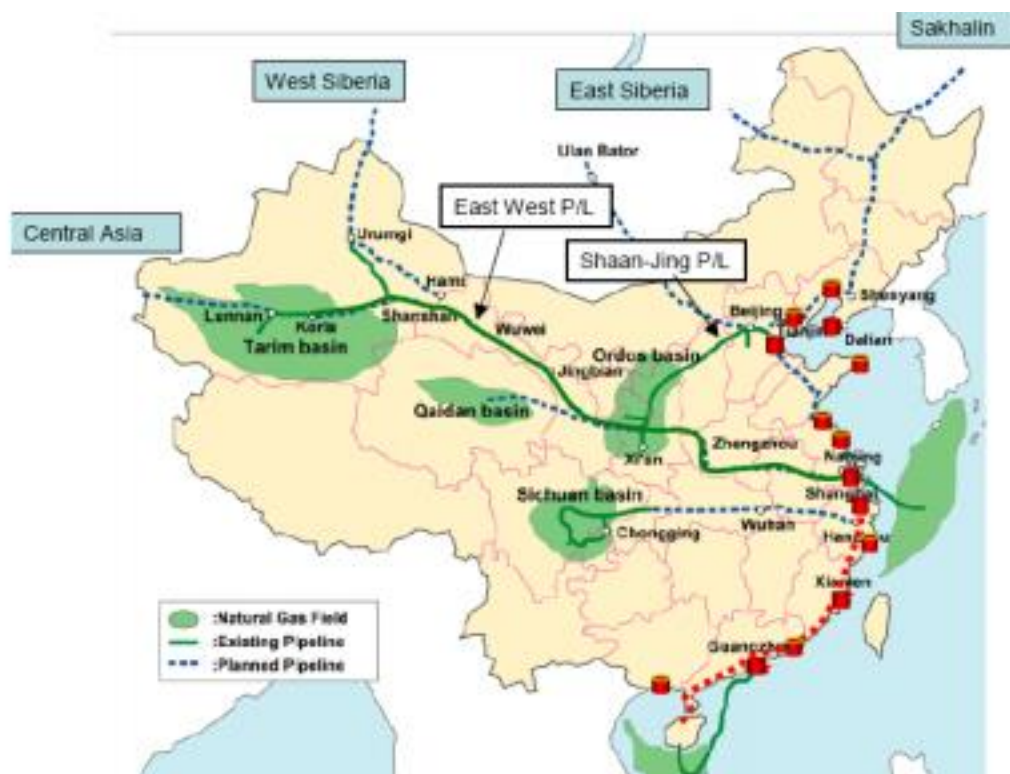 Sakhalin
West Siberia
East Siberia
Ulan Bator
East West P/L
Central Asia
Urumqi
Shaan-Jing P/L
Hami
Shenyang
Beijing
Lunnan
Korla
Shanshan
Wuwei
Dalian
Tarim basin
Ordos basin
Jingbian
Qaidan basin
Zhengzhou
Xi'an
Shanghai
Sichuan basin
Wuhan
Chongqing
Xiamen
:Natural Gas Field
:Existing Pipeline
:Planned Pipeline